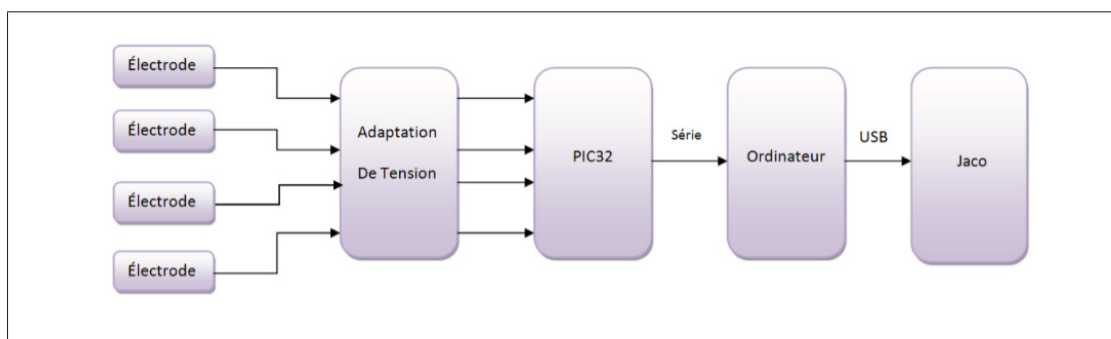 Électrode
Électrode
Électrode
Électrode
Adaptation
De Tension
PIC32
Série
Ordinateur
USB
Jaco